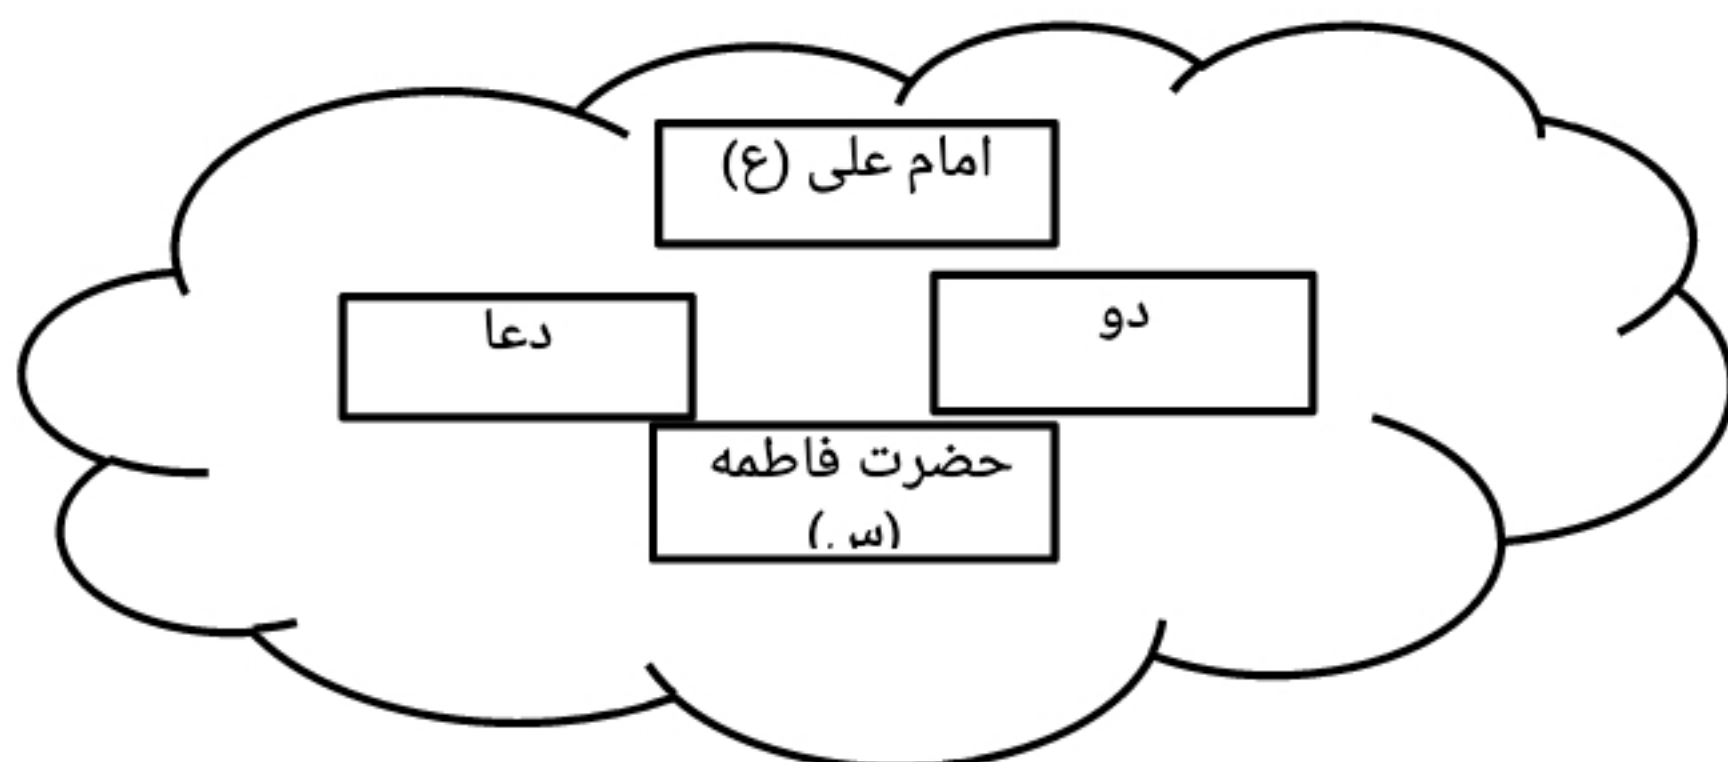 امام علی (ع)
دو
دعا
حضرت فاطمه
(س)